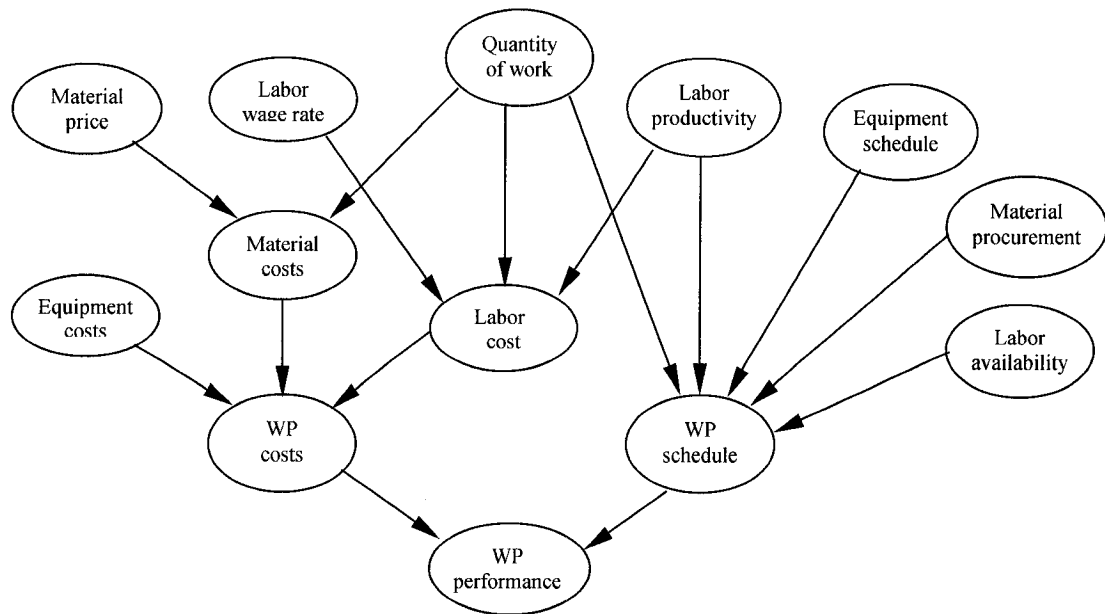 Quantity
of work
Material
price
Labor
wage rate
Labor
productivity
Equipment
schedule
Material
procurement
Material
costs
Equipment
costs
Labor
cost
Labor
availability
WP
costs
WP
schedule
WP
performance